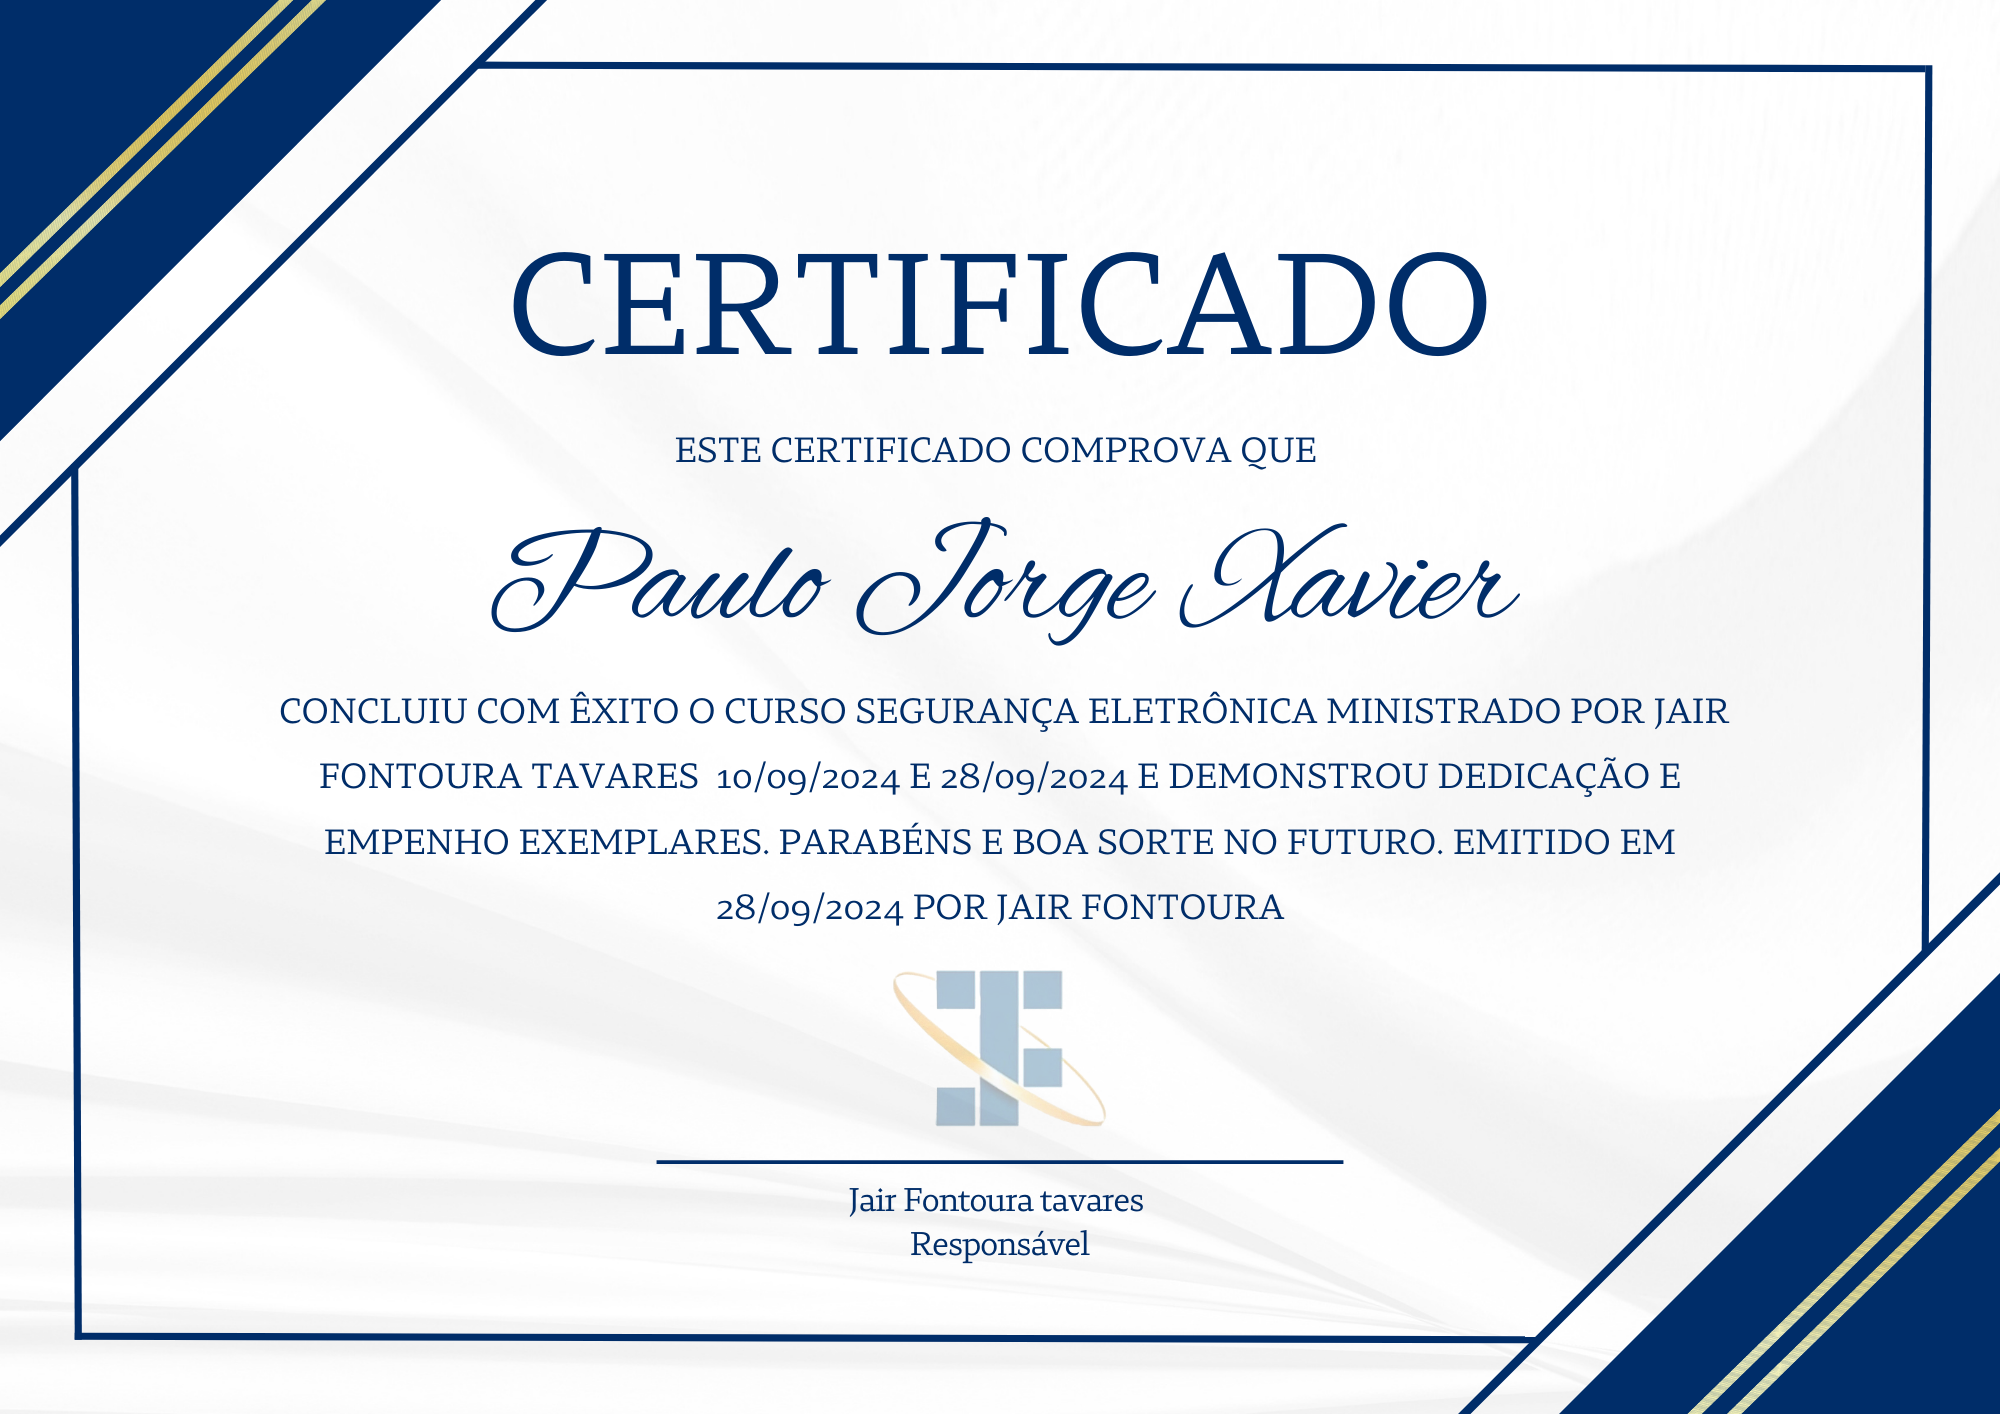 CERTIFICADO
ESTE CERTIFICADO COMPROVA QUE
Paulo Jorge Xavier
CONCLUIU COM ÊXITO O CURSO SEGURANÇA ELETRÔNICA MINISTRADO POR JAIR
FONTOURA TAVARES 10/09/2024 E 28/09/2024 E DEMONSTROU DEDICAÇÃO E
EMPENHO EXEMPLARES. PARABÉNS E BOA SORTE NO FUTURO. EMITIDO EM
28/09/2024 POR JAIR FONTOURA
Jair Fontoura tavares
Responsável